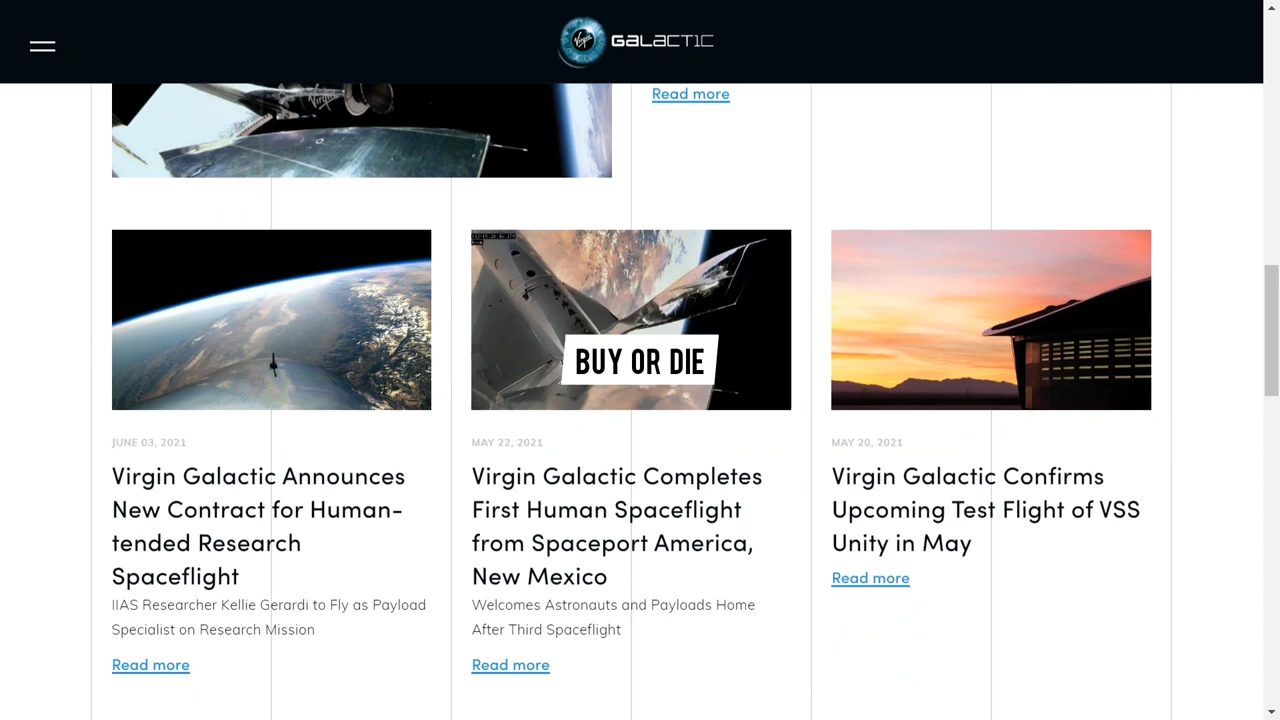 Virgin GALACTIC
Virgin
Read more
BUY OR DIE
JUNE 03, 2021
Virgin Galactic Announces
New Contract for Human-
tended Research
Spaceflight
IIAS Researcher Kellie Gerardi to Fly as Payload
Specialist on Research Mission
Read more
MAY 22, 2021
Virgin Galactic Completes
First Human Spaceflight
from Spaceport America,
New Mexico
Welcomes Astronauts and Payloads Home
After Third Spaceflight
Read more
MAY 20, 2021
Virgin Galactic Confirms
Upcoming Test Flight of VSS
Unity in May
Read more